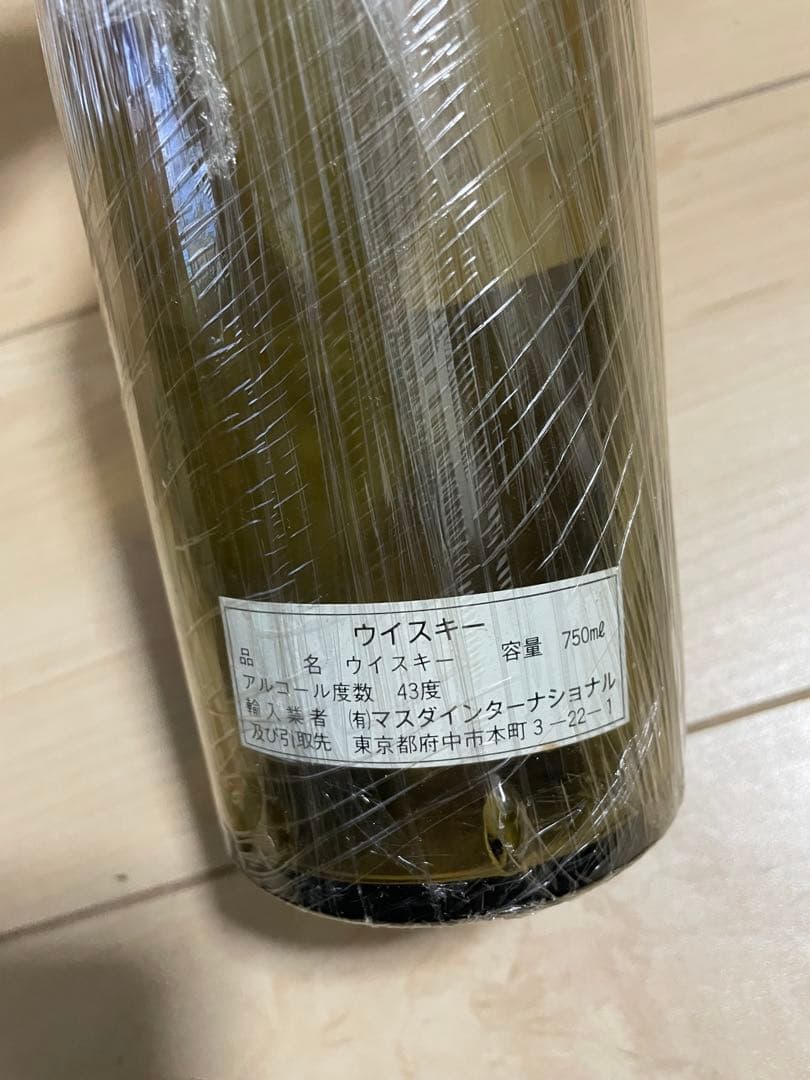 ウイスキー
品 名 ウイスキー 容量 750mℓ
アルコール度数 43度
輸入業者 ㈲マスダインターナショナル
及び引取先 東京都府中市本町3-22-1